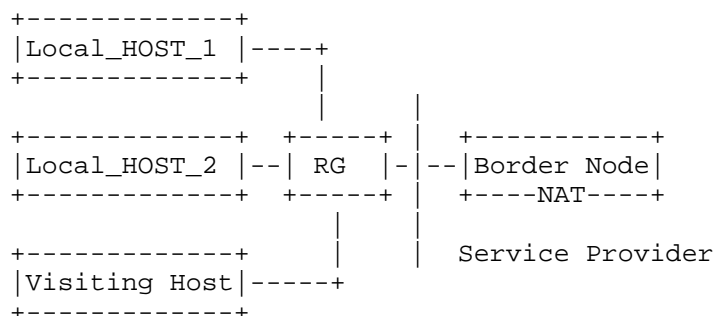 Local_HOST_1
Local_HOST_2 RG Border Node
NAT
Service Provider
Visiting Host